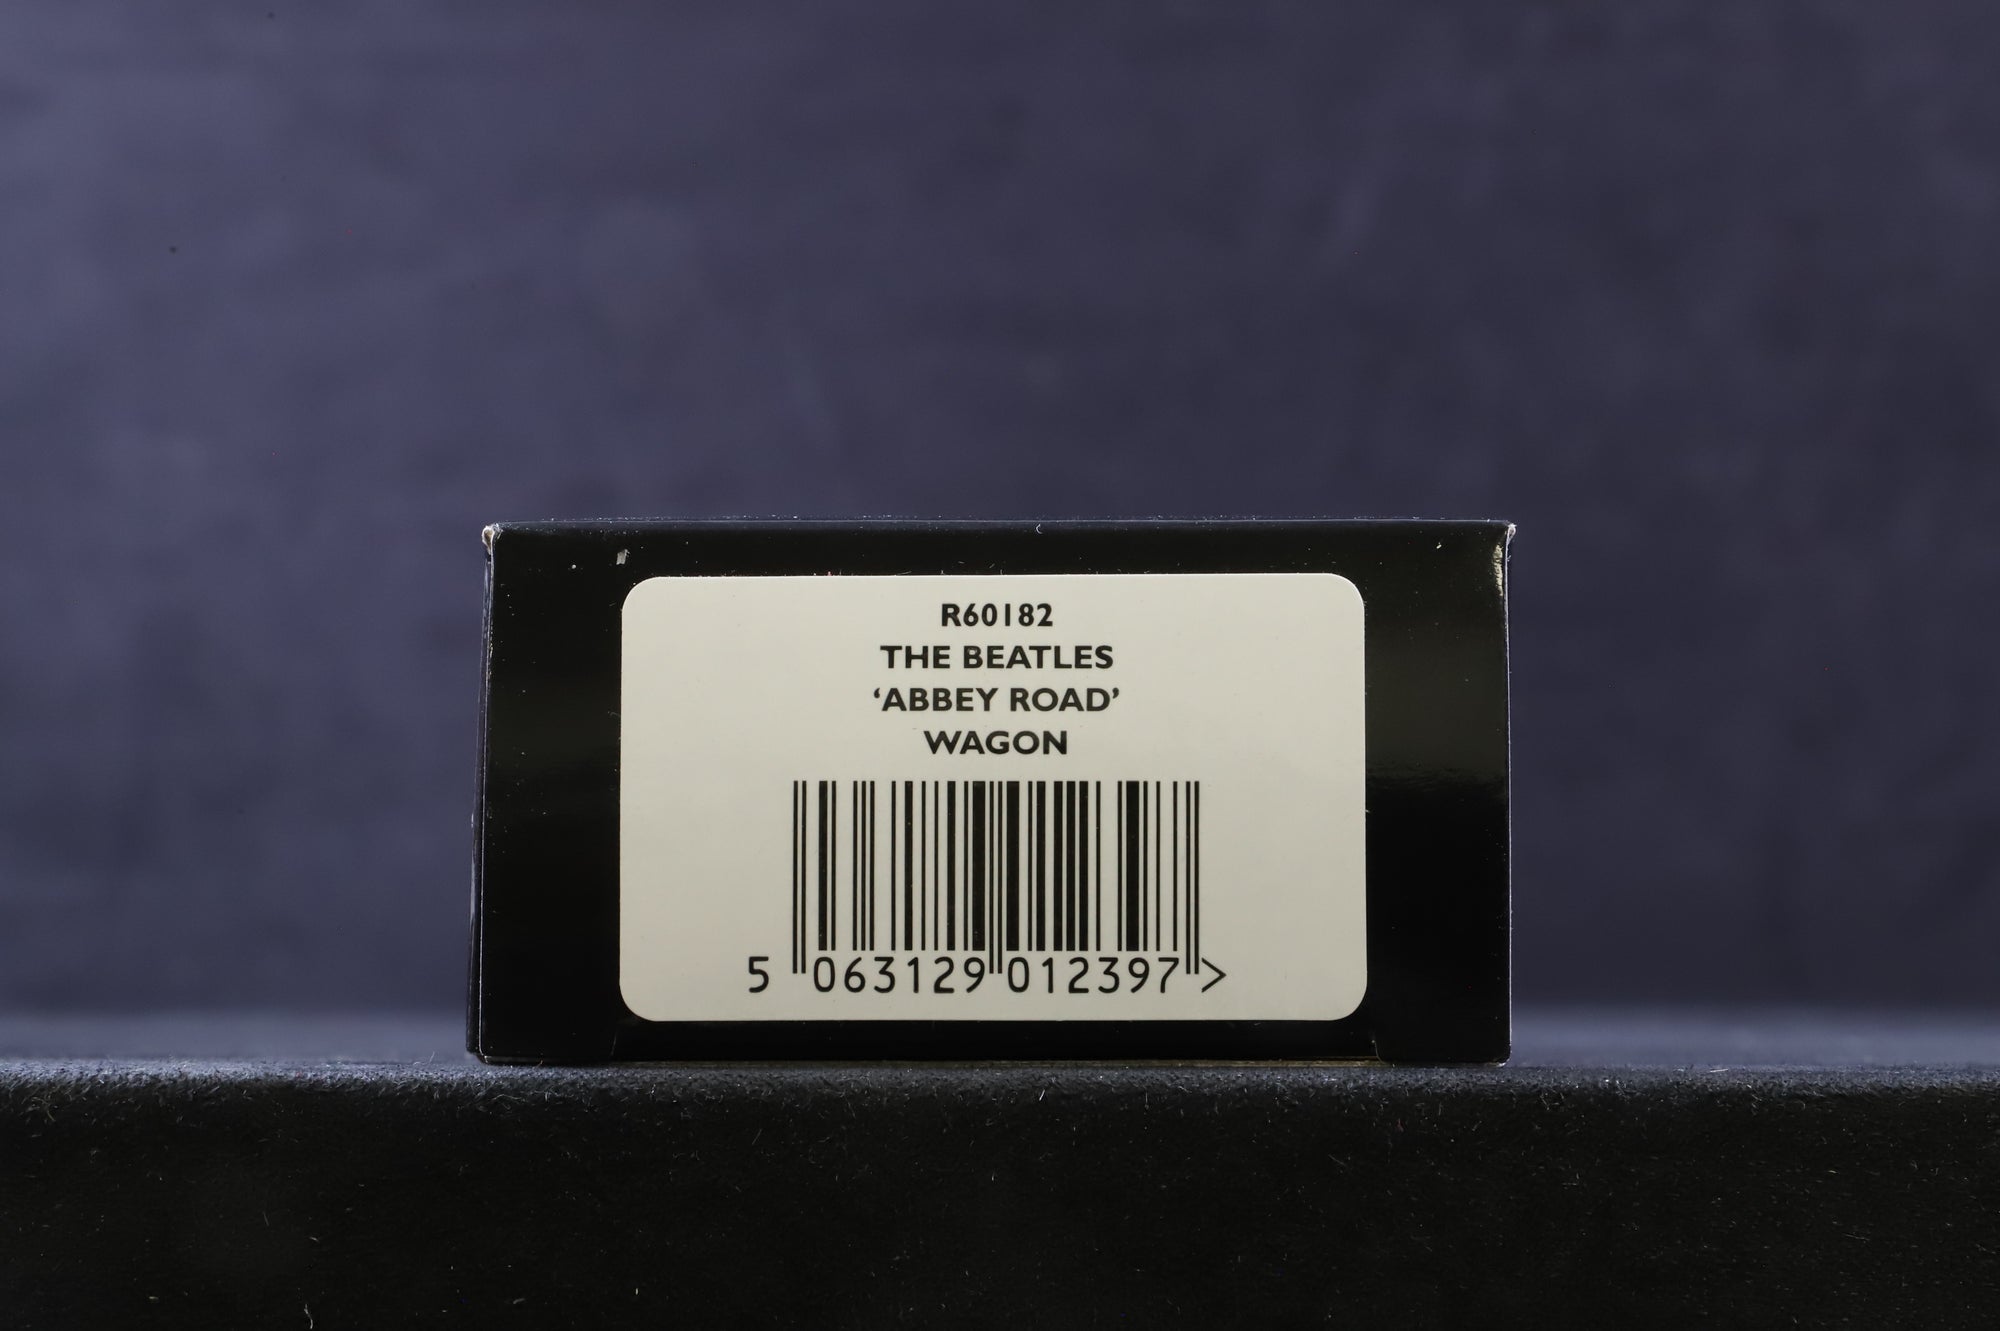 R60182
THE BEATLES
‘ABBEY ROAD’
WAGON
5 063129 012397 >